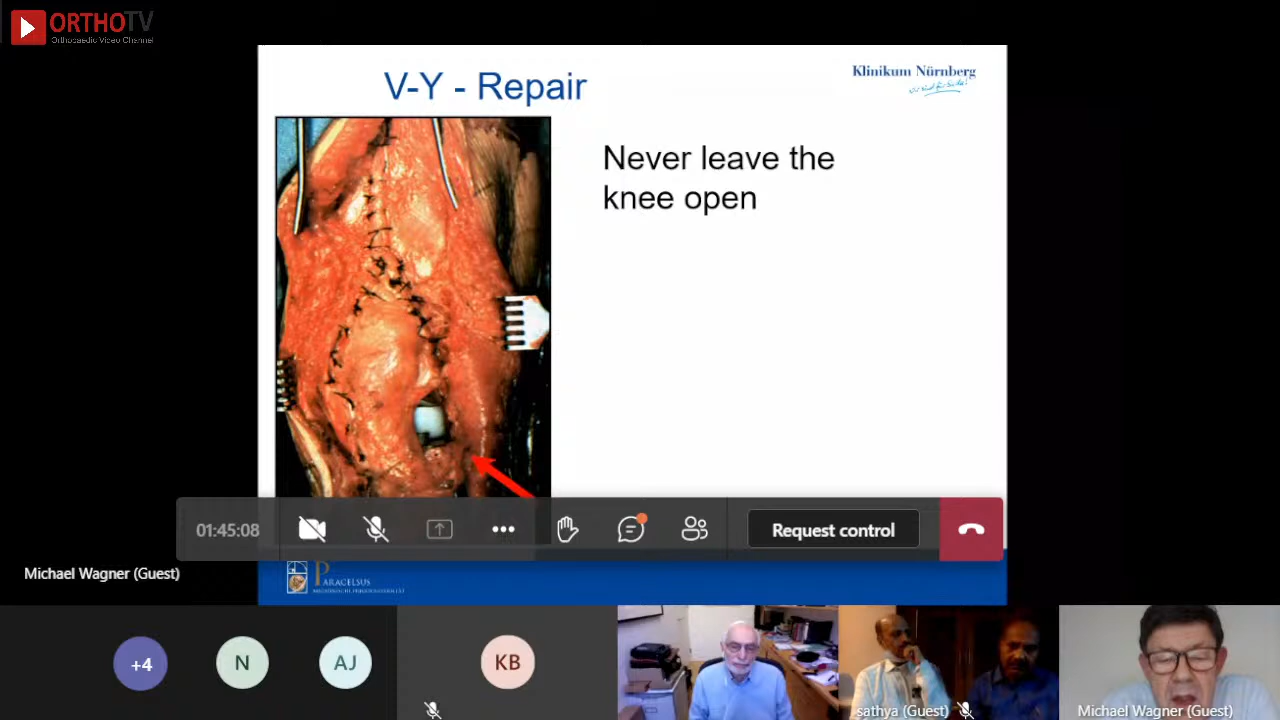 ORTHOTV
Orthopaedic Video Channel
V-Y - Repair
Klinikum Nürnberg
Never leave the
knee open
01:45:08
Request control
Michael Wagner (Guest)
PARACELSUS
+4
N
AJ
KB
sathya (Guest)
Michael Wagner (Guest)